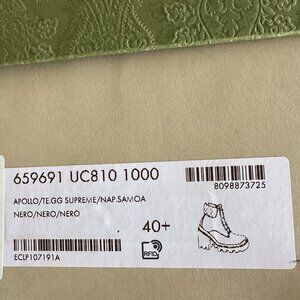 659691 UC810 1000
8098873725
APOLLO/TE.GG SUPREME/NAP.SAMOA
NERO/NERO/NERO
40+
RFID
ECLP107191A